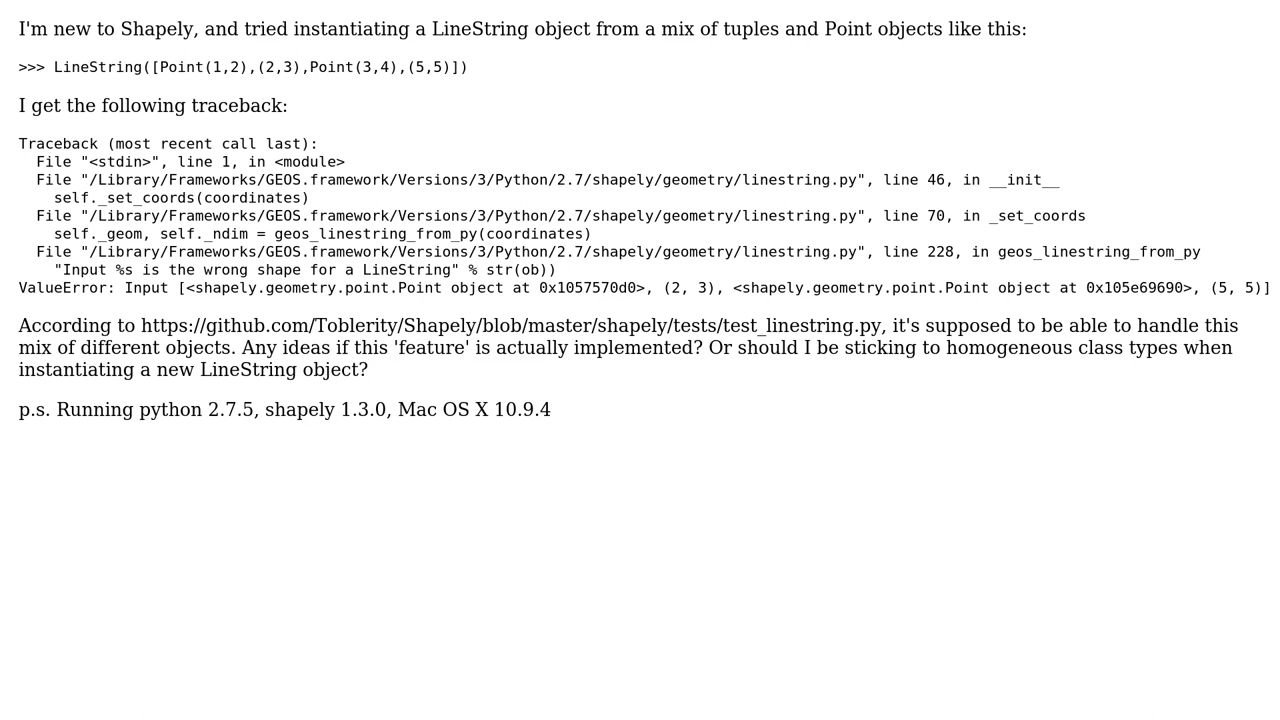 I'm new to Shapely, and tried instantiating a LineString object from a mix of tuples and Point objects like this:
>>> LineString([Point(1,2),(2,3),Point(3,4),(5,5)])
I get the following traceback:
Traceback (most recent call last):
  File "<stdin>", line 1, in <module>
  File "/Library/Frameworks/GEOS.framework/Versions/3/Python/2.7/shapely/geometry/linestring.py", line 46, in __init__
    self._set_coords(coordinates)
  File "/Library/Frameworks/GEOS.framework/Versions/3/Python/2.7/shapely/geometry/linestring.py", line 70, in _set_coords
    self._geom, self._ndim = geos_linestring_from_py(coordinates)
  File "/Library/Frameworks/GEOS.framework/Versions/3/Python/2.7/shapely/geometry/linestring.py", line 228, in geos_linestring_from_py
    "Input %s is the wrong shape for a LineString" % str(ob))
ValueError: Input [<shapely.geometry.point.Point object at 0x1057570d0>, (2, 3), <shapely.geometry.point.Point object at 0x105e69690>, (5, 5)]
According to https://github.com/Toblerity/Shapely/blob/master/shapely/tests/test_linestring.py, it's supposed to be able to handle this
mix of different objects. Any ideas if this 'feature' is actually implemented? Or should I be sticking to homogeneous class types when
instantiating a new LineString object?
p.s. Running python 2.7.5, shapely 1.3.0, Mac OS X 10.9.4